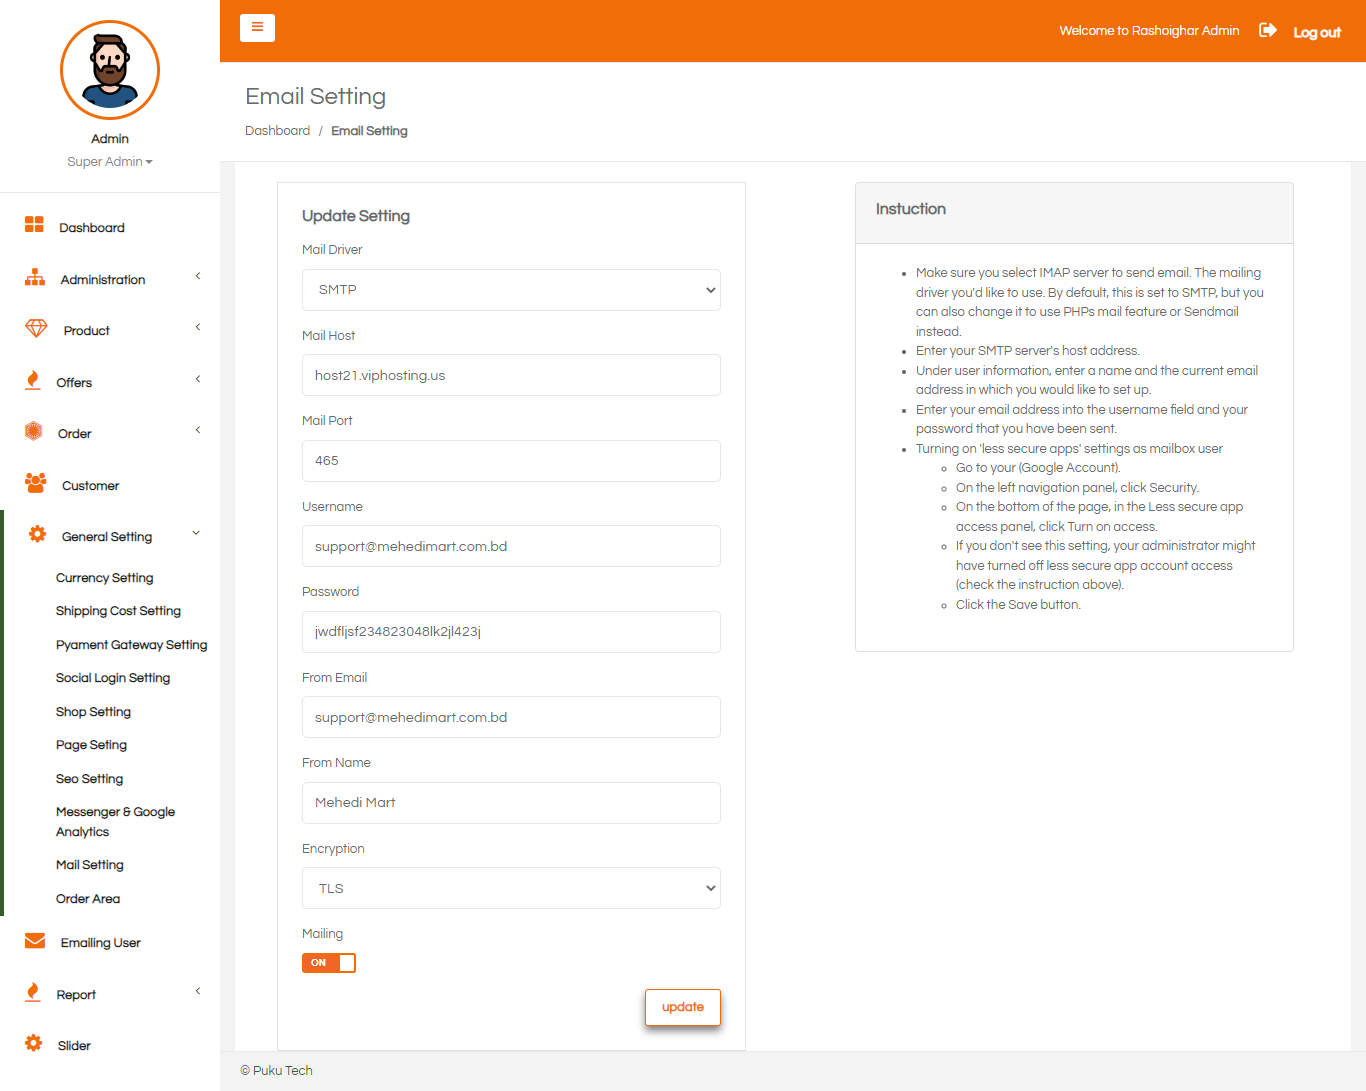 Welcome to Rashoighar Admin
Log out
Admin
Super Admin
Dashboard
Administration
Product
Offers
Order
Customer
General Setting
Currency Setting
Shipping Cost Setting
Pyament Gateway Setting
Social Login Setting
Shop Setting
Page Seting
Seo Setting
Messenger & Google
Analytics
Mail Setting
Order Area
Emailing User
Report
Slider
Email Setting
Dashboard / Email Setting
Update Setting
Mail Driver
SMTP
Mail Host
host21.viphosting.us
Mail Port
465
Username
support@mehedimart.com.bd
Password
jwdfljsf234823048lk2jl423j
From Email
support@mehedimart.com.bd
From Name
Mehedi Mart
Encryption
TLS
Mailing
ON
update
Instuction
Make sure you select IMAP server to send email. The mailing
driver you'd like to use. By default, this is set to SMTP, but you
can also change it to use PHPs mail feature or Sendmail
instead.
Enter your SMTP server's host address.
Under user information, enter a name and the current email
address in which you would like to set up.
Enter your email address into the username field and your
password that you have been sent.
Turning on 'less secure apps' settings as mailbox user
Go to your (Google Account).
On the left navigation panel, click Security.
On the bottom of the page, in the Less secure app
access panel, click Turn on access.
If you don't see this setting, your administrator might
have turned off less secure app account access
(check the instruction above).
Click the Save button.
© Puku Tech